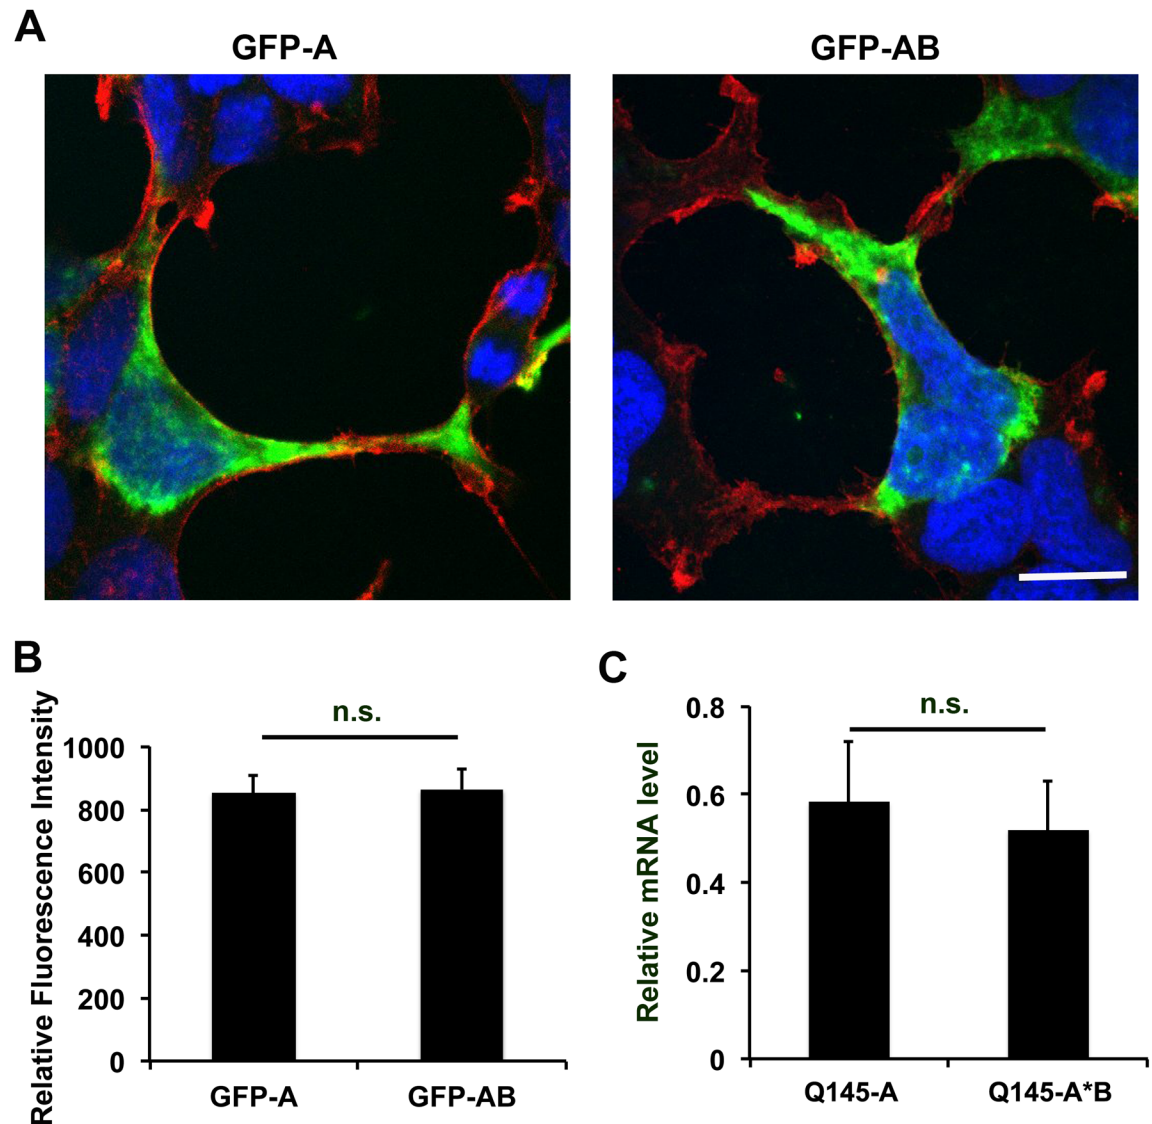 A
GFP-A
GFP-AB
B
Relative Fluorescence Intensity
n.s.
1000
800
600
400
200
0
GFP-A
GFP-AB
C
Relative mRNA level
n.s.
0.8
0.6
0.4
0.2
0
Q145-A
Q145-A*B